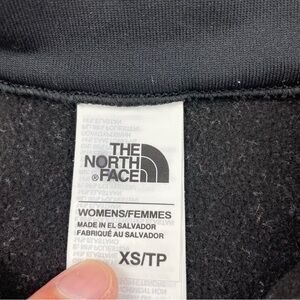 THE
NORTH
®FACE
WOMENS/FEMMES
MADE IN EL SALVADOR
FABRIQUÉ AU SALVADOR
XS/TP